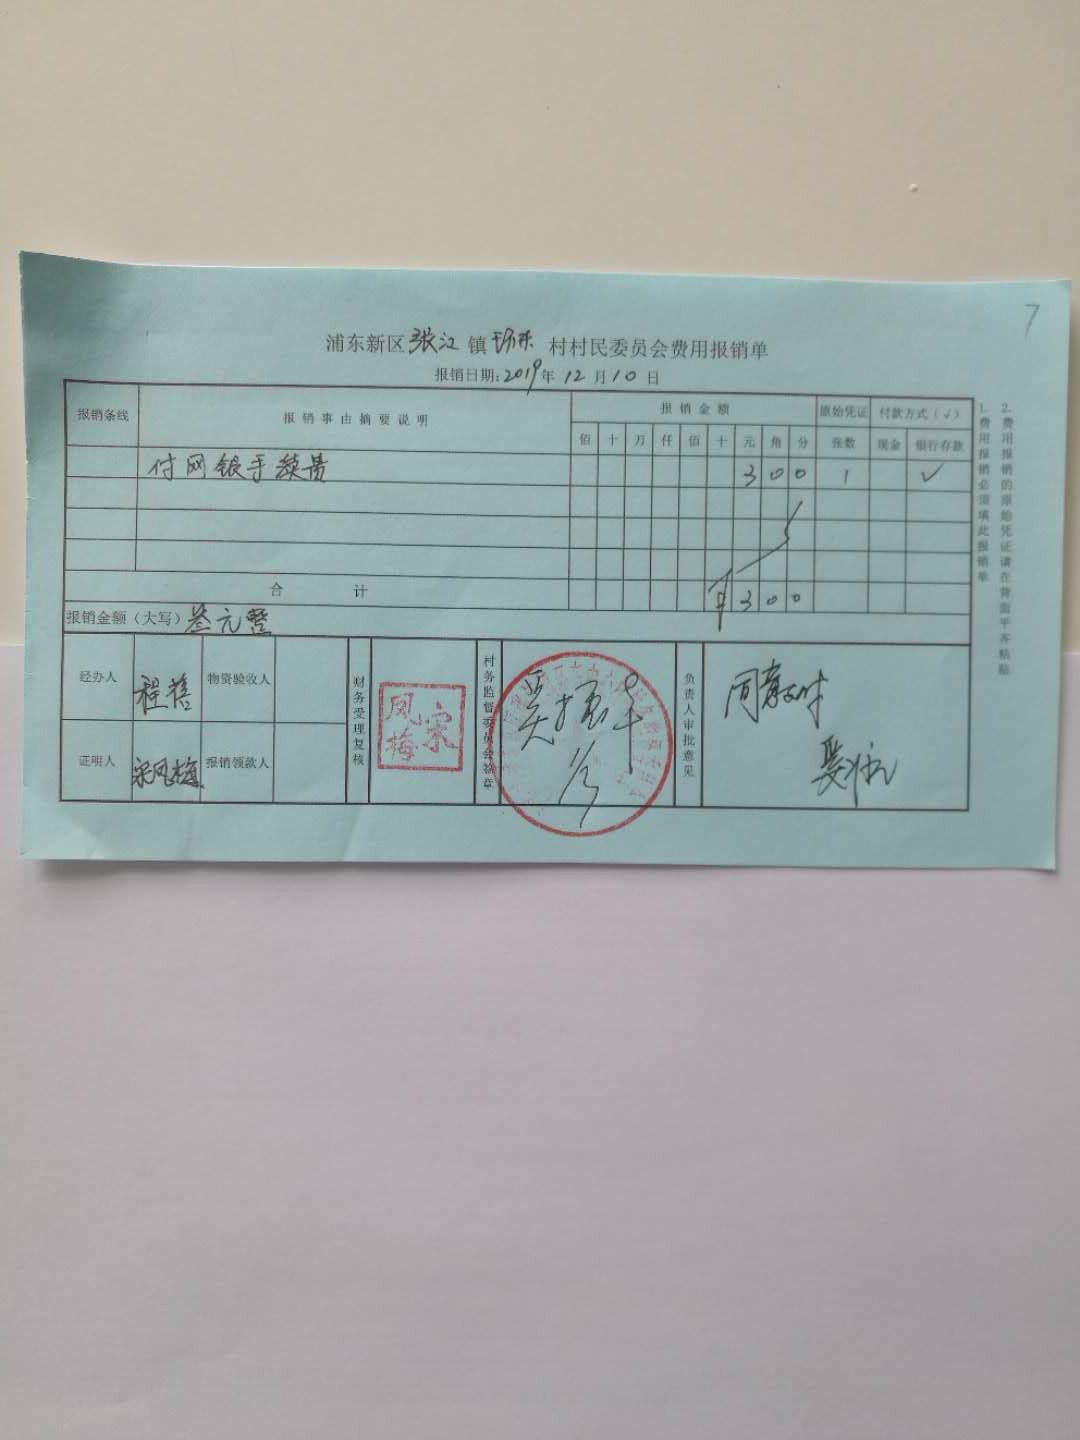 7
浦东新区张江镇环东村村民委员会费用报销单
报销日期:2019年12月10日
报销条线 报销事由摘要说明 报销金额 原始凭证 付款方式(√)
佰 十 万 仟 佰 十 元 角 分 张数 现金 银行存款
付网银手续费 3 0 0 1 √
合计 ¥ 3 0 0
报销金额(大写)叁元整
经办人 物资验收人
证明人 宋凤梅 报销领款人
财务受理复核
宋凤梅
村务监督委员会签章
负责人审批意见
同意支付
1.费用报销必须填此报销单
2.费用报销的原始凭证请在背面平齐粘贴